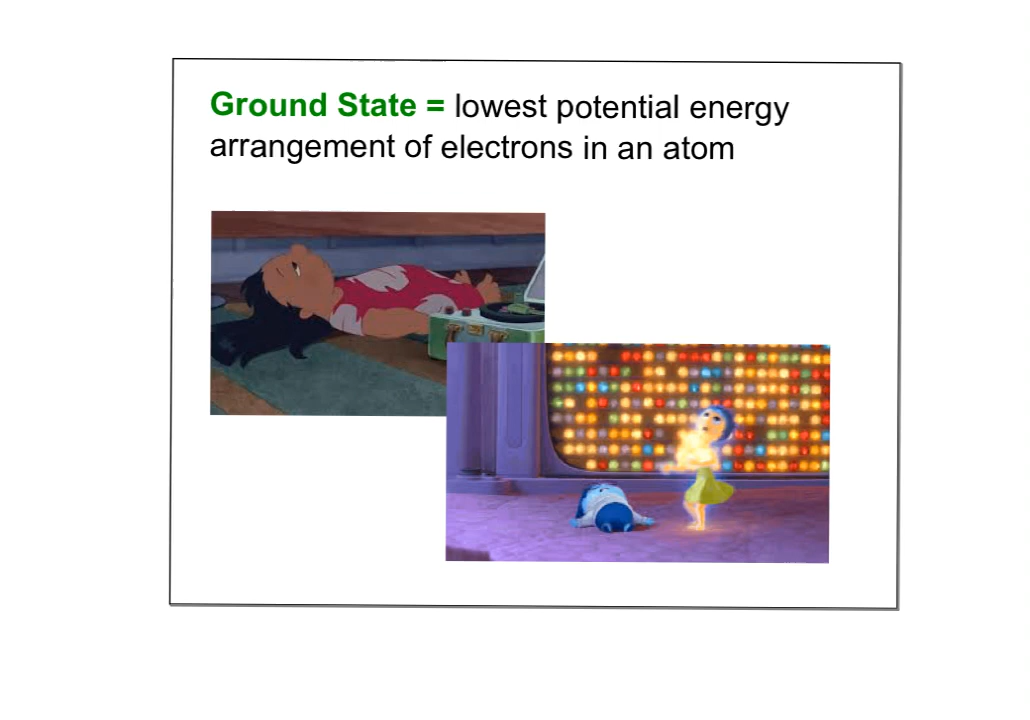 Ground State = lowest potential energy
arrangement of electrons in an atom